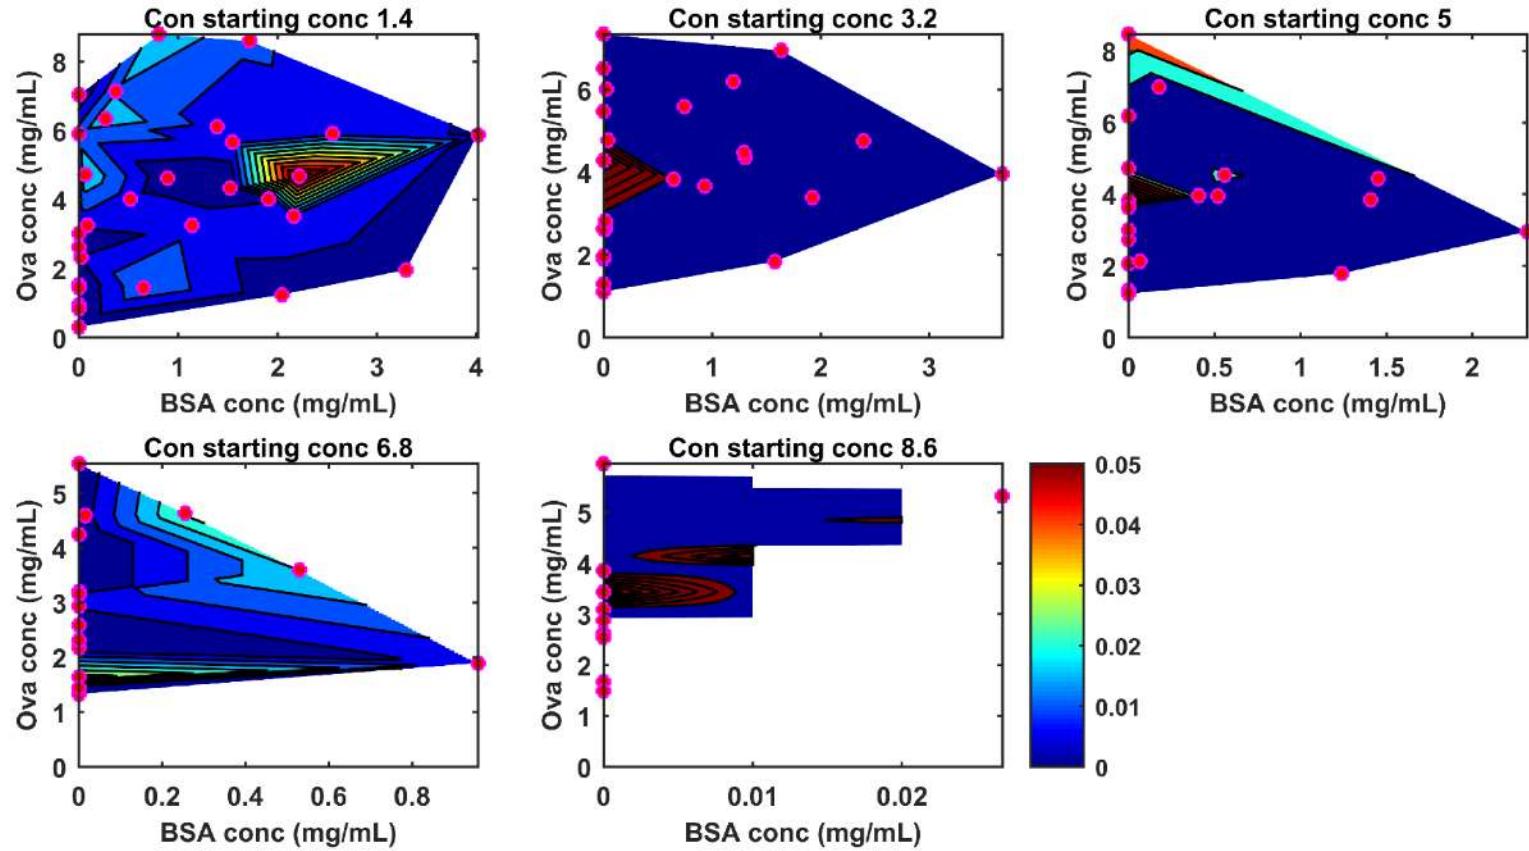 Con starting conc 1.4
Con starting conc 3.2
Con starting conc 5
Ova conc (mg/mL)
8
6
4
2
0
0 1 2 3 4
BSA conc (mg/mL)
Ova conc (mg/mL)
6
4
2
0
0 1 2 3
BSA conc (mg/mL)
Ova conc (mg/mL)
8
6
4
2
0
0 0.5 1 1.5 2
BSA conc (mg/mL)
Con starting conc 6.8
Con starting conc 8.6
Ova conc (mg/mL)
5
4
3
2
1
0
0 0.2 0.4 0.6 0.8
BSA conc (mg/mL)
Ova conc (mg/mL)
5
4
3
2
1
0
0 0.01 0.02
BSA conc (mg/mL)
0.05
0.04
0.03
0.02
0.01
0